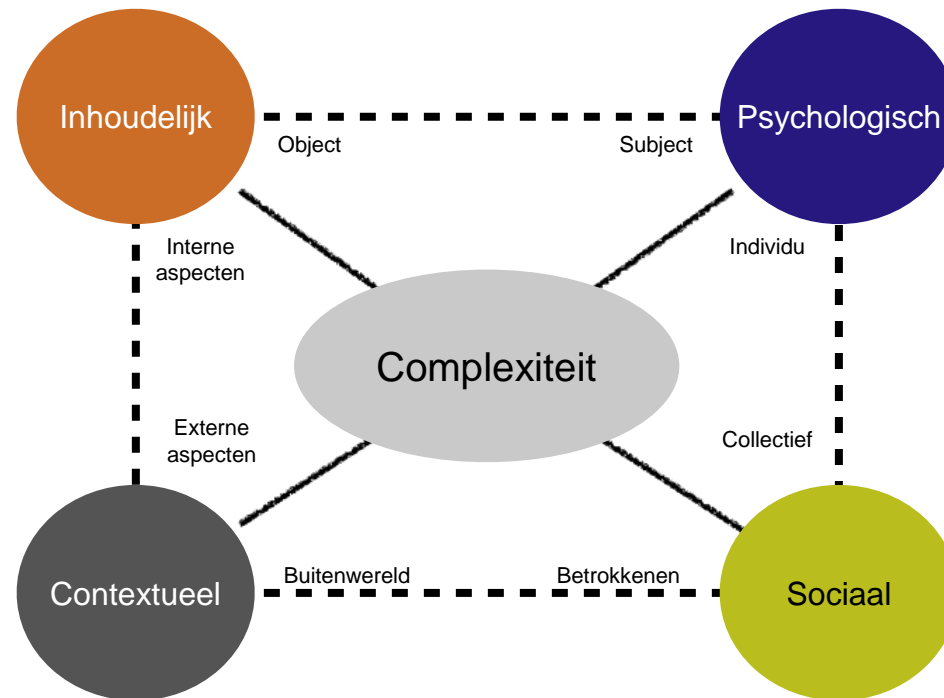 Inhoudelijk
Psychologisch
Object
Subject
Interne
aspecten
Individu
Complexiteit
Externe
aspecten
Collectief
Buitenwereld
Betrokkenen
Contextueel
Sociaal